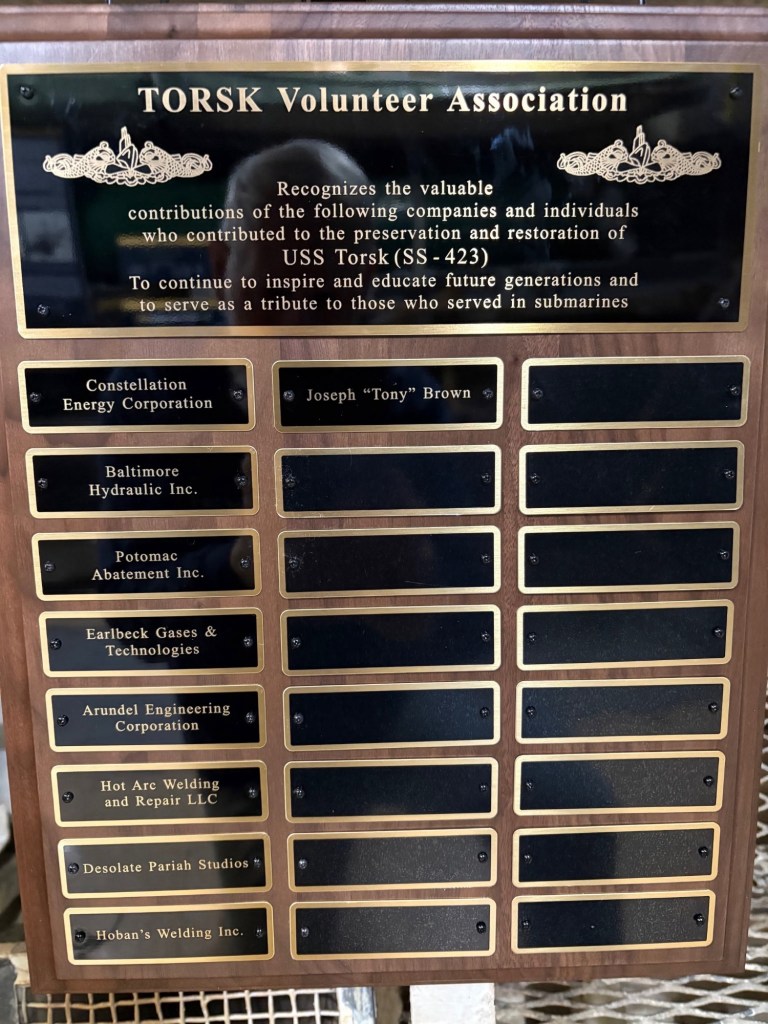 TORSK Volunteer Association
Recognizes the valuable
contributions of the following companies and individuals
who contributed to the preservation and restoration of
USS Torsk (SS - 423)
To continue to inspire and educate future generations and
to serve as a tribute to those who served in submarines
Constellation
Energy Corporation
Joseph “Tony” Brown
Baltimore
Hydraulic Inc.
Potomac
Abatement Inc.
Earlbeck Gases &
Technologies
Arundel Engineering
Corporation
Hot Arc Welding
and Repair LLC
Desolate Pariah Studios
Hoban's Welding Inc.